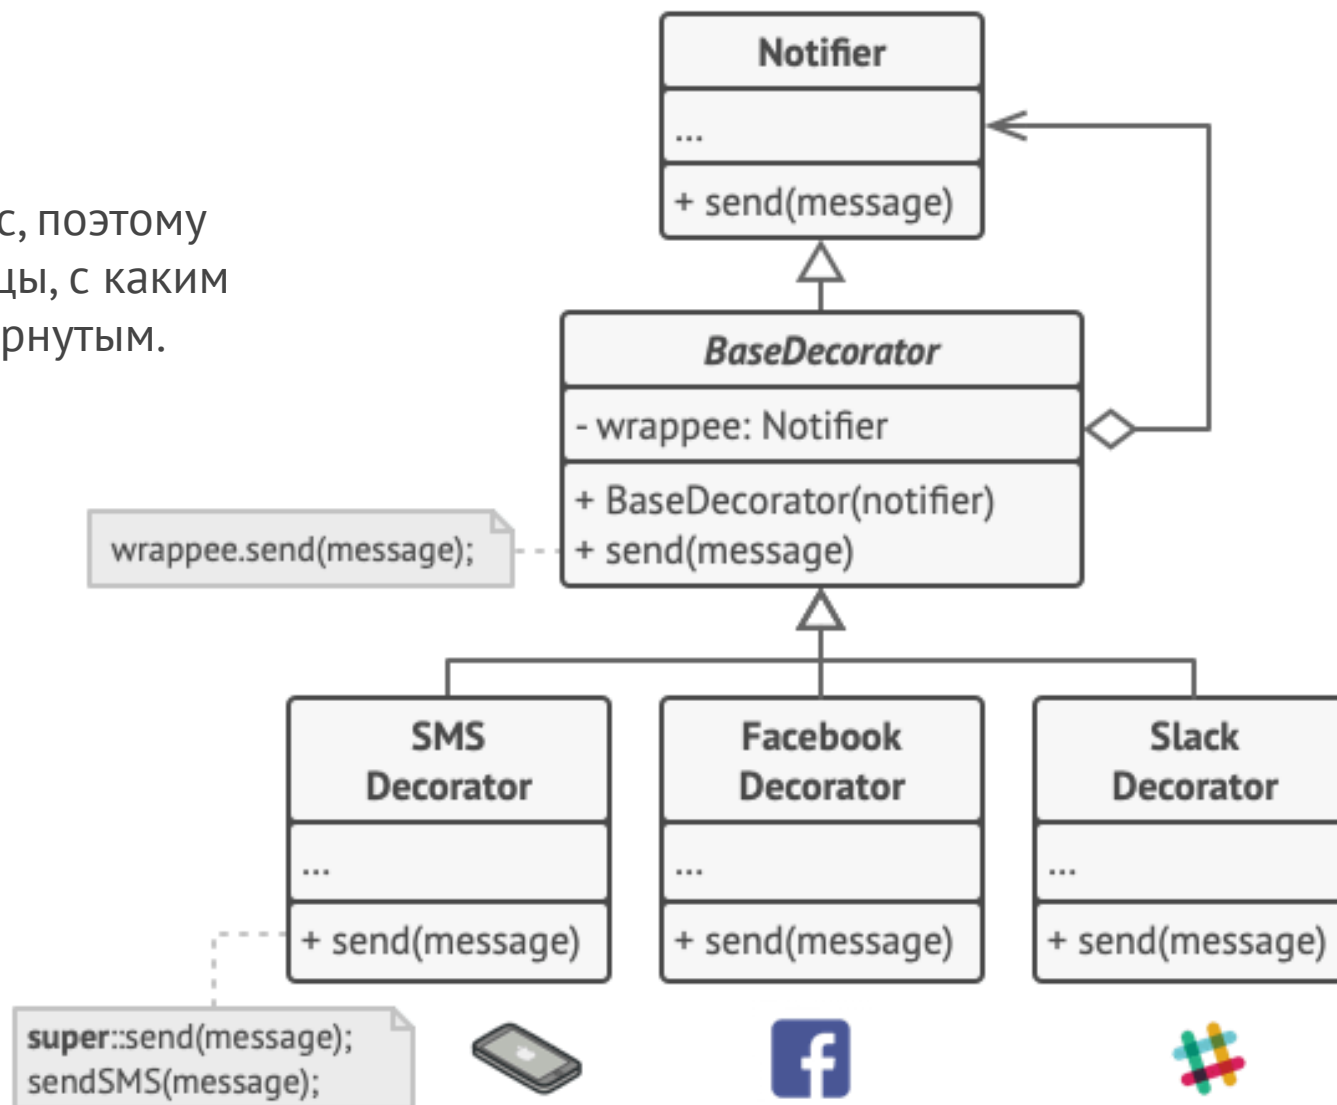 Notifier
...
+ send(message)
с, поэтому
цы, с каким
рнутым.
BaseDecorator
- wrappee: Notifier
+ BaseDecorator(notifier)
+ send(message)
wrappee.send(message);
SMS
Decorator
...
+ send(message)
Facebook
Decorator
...
+ send(message)
Slack
Decorator
...
+ send(message)
super::send(message);
sendSMS(message);